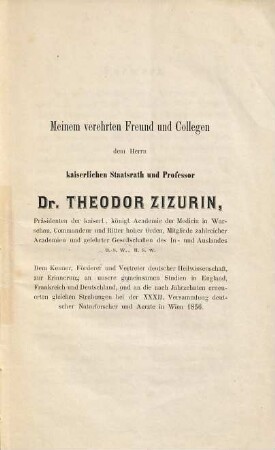 Meinem verehrten Freund und Collegen
dem Herrn
kaiserlichen Staatsrath und Professor
Dr. THEODOR ZIZURIN,
Präsidenten der kaiserl., königl. Academie der Medicin in War-
schau, Commandeur und Ritter hoher Orden, Mitgliede zahlreicher
Academien und gelehrter Gesellschaften des In- und Auslandes
U. S. W., U. S. W.
Dem Kenner, Förderer und Vertreter deutscher Heilwissenschaft,
zur Erinnerung an unsere gemeinsamen Studien in England,
Frankreich und Deutschland, und an die nach Jahrzehnten erneu-
erten gleichen Strebungen bei der XXXII. Versammlung deut-
scher Naturforscher und Aerzte in Wien 1856.